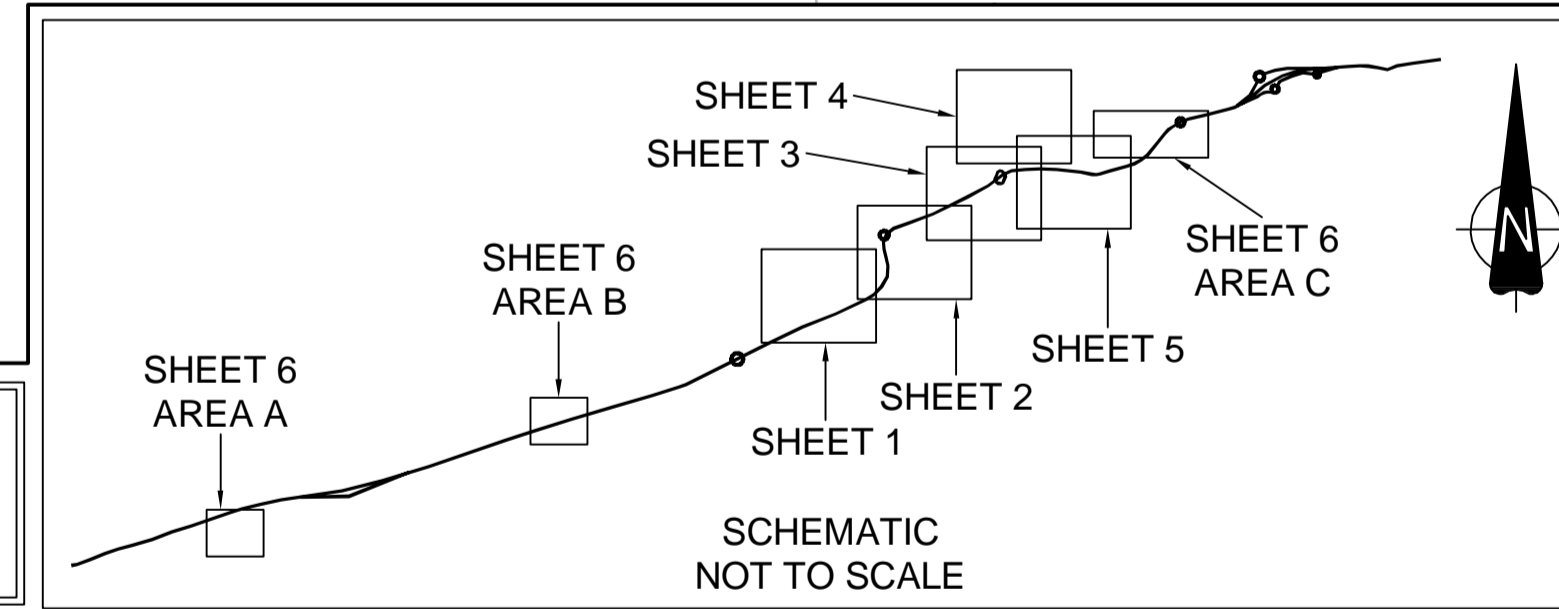 SHEET 4
SHEET 3
SHEET 6
AREA B
SHEET 6
AREA A
SHEET 6
AREA C
N
SHEET 5
SHEET 2
SHEET 1
SCHEMATIC
NOT TO SCALE